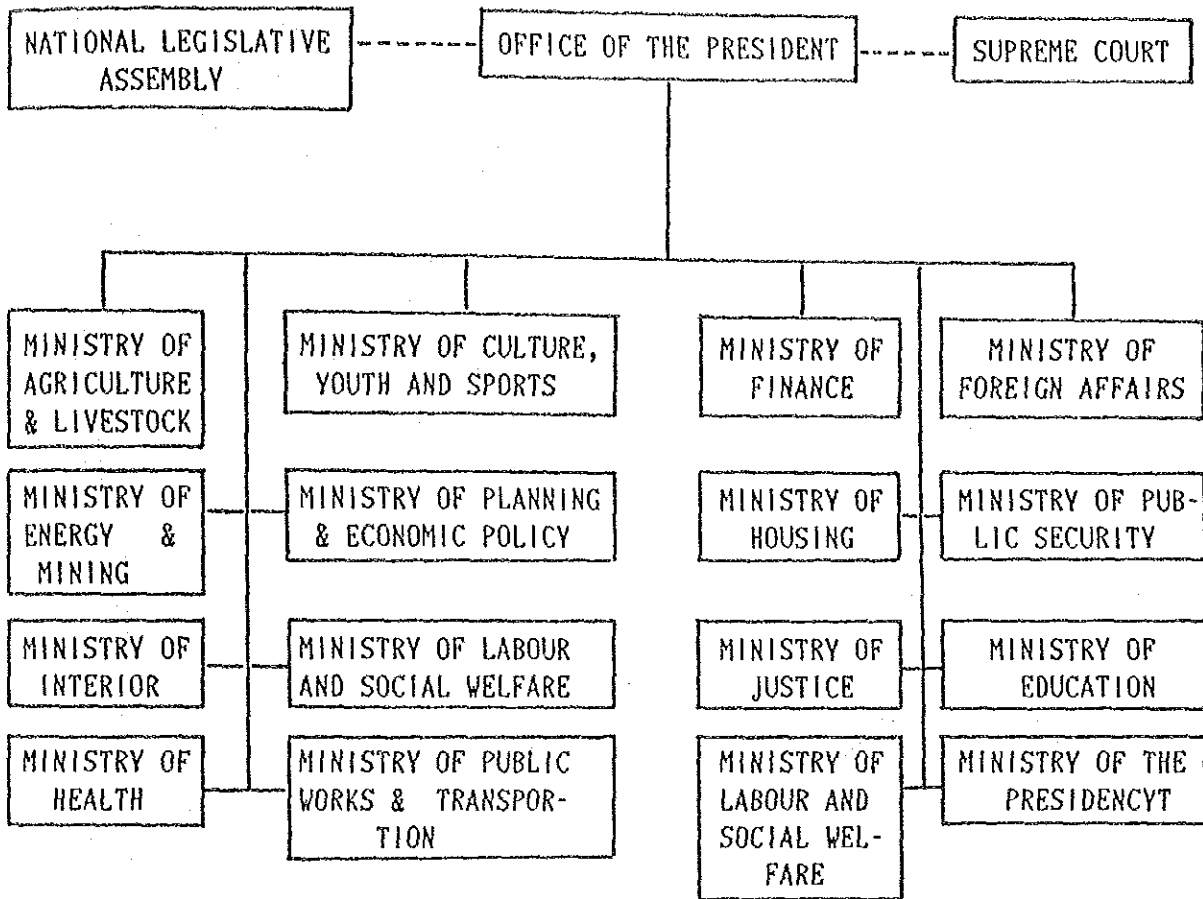 NATIONAL LEGISLATIVE
ASSEMBLY
OFFICE OF THE PRESIDENT
SUPREME COURT
MINISTRY OF
AGRICULTURE
& LIVESTOCK
MINISTRY OF CULTURE,
YOUTH AND SPORTS
MINISTRY OF
FINANCE
MINISTRY OF
FOREIGN AFFAIRS
MINISTRY OF
ENERGY &
MINING
MINISTRY OF PLANNING
& ECONOMIC POLICY
MINISTRY OF
HOUSING
MINISTRY OF PUB-
LIC SECURITY
MINISTRY OF
INTERIOR
MINISTRY OF LABOUR
AND SOCIAL WELFARE
MINISTRY OF
JUSTICE
MINISTRY OF
EDUCATION
MINISTRY OF
HEALTH
MINISTRY OF PUBLIC
WORKS & TRANSPOR-
TION
MINISTRY OF
LABOUR AND
SOCIAL WEL-
FARE
MINISTRY OF THE
PRESIDENCYT